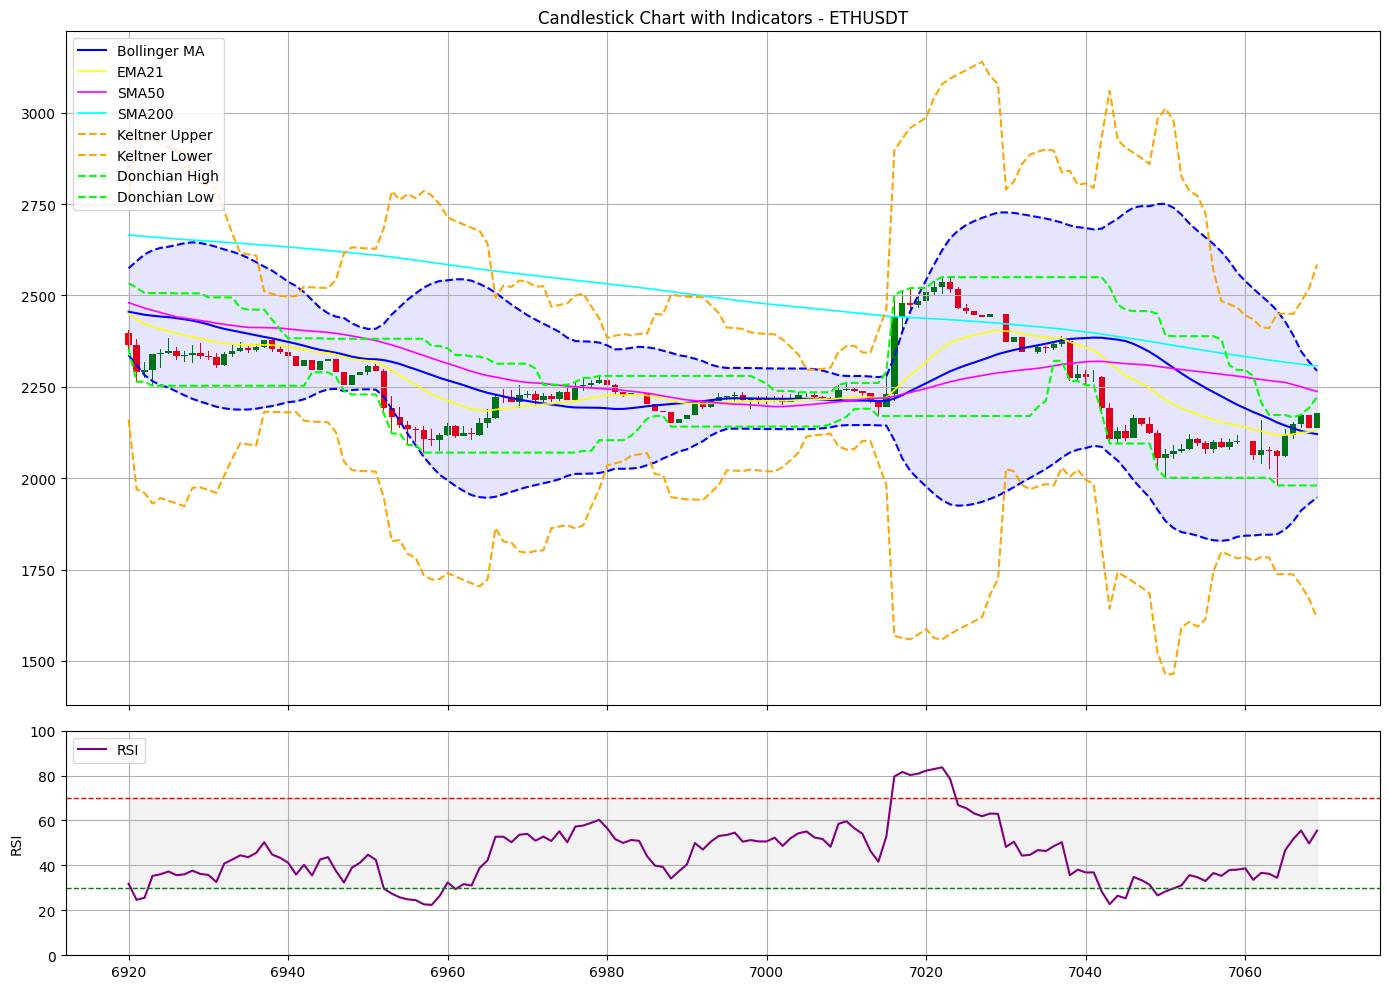 Candlestick Chart with Indicators - ETHUSDT
Bollinger MA
EMA21
SMA50
SMA200
Keltner Upper
Keltner Lower
Donchian High
Donchian Low
3000
2750
2500
2250
2000
1750
1500
RSI
100
80
60
40
20
0
RSI
6920
6940
6960
6980
7000
7020
7040
7060